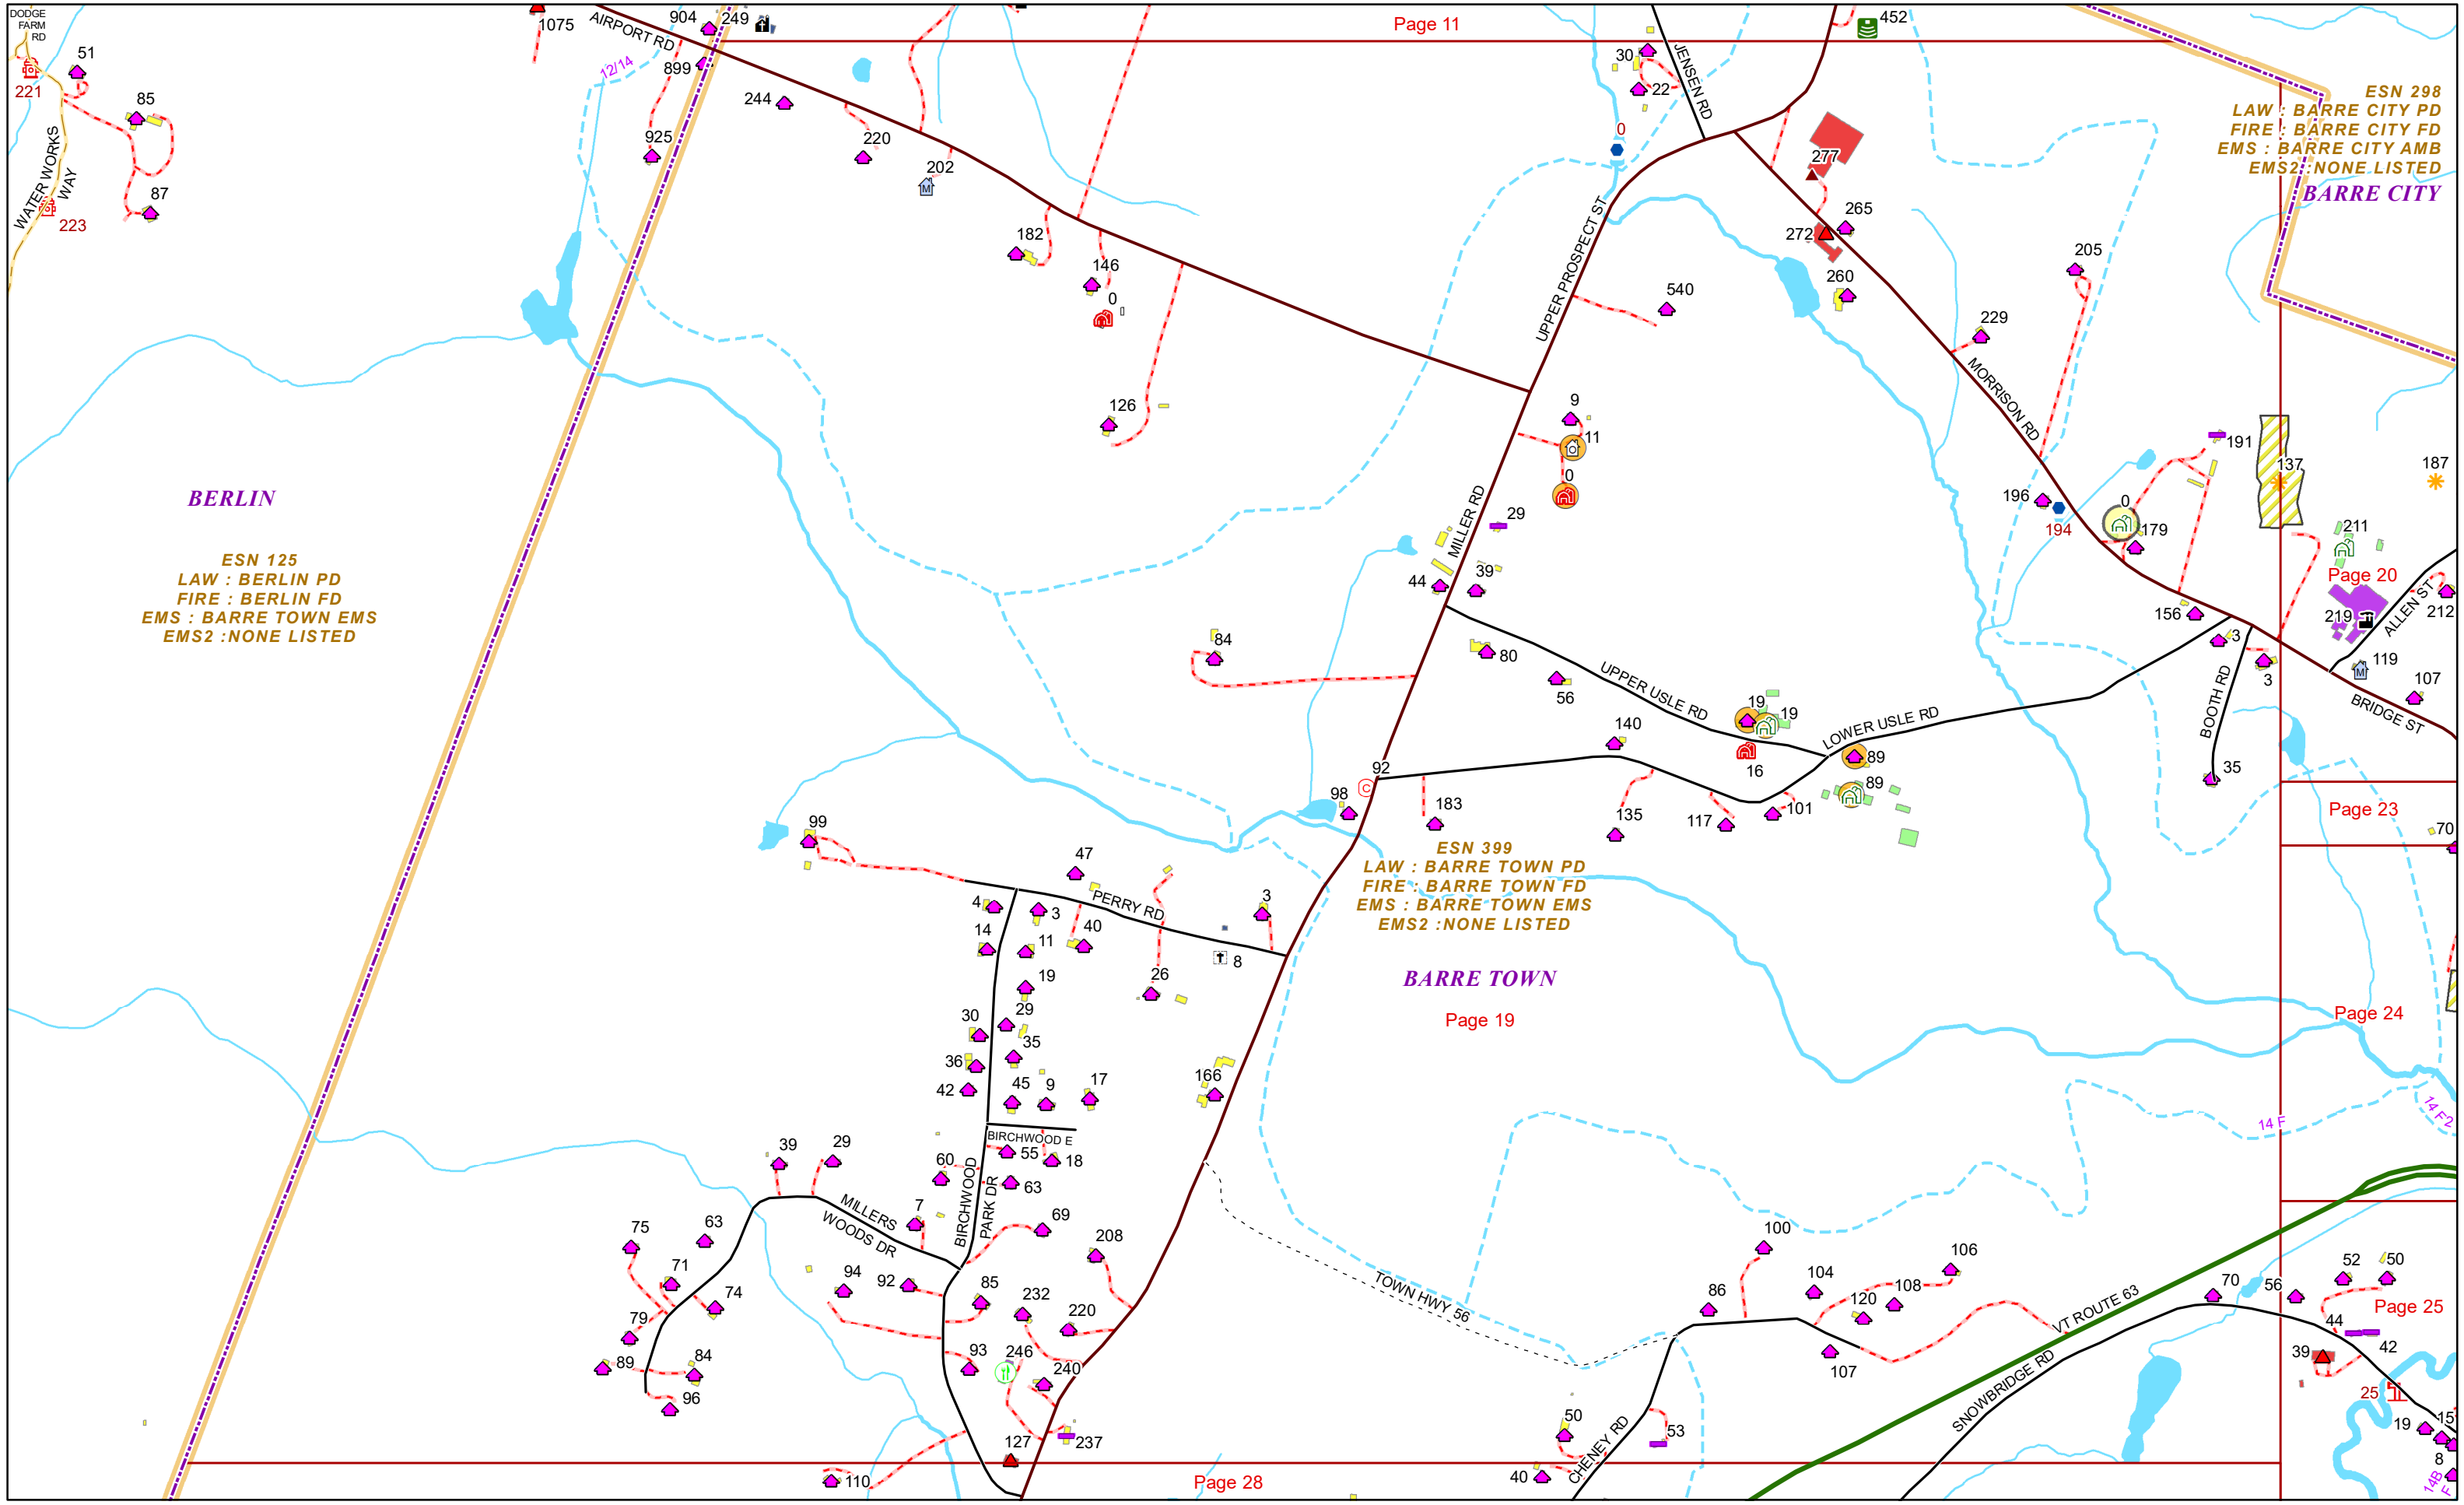 DODGE
FARM
RD
1075
AIRPORT RD
904
249
Page 11
452
51
221
12/14
899
30
JENSEN RD
22
ESN 298
LAW : BARRE CITY PD
FIRE : BARRE CITY FD
EMS : BARRE CITY AMB
EMS2 :NONE LISTED
BARRE CITY
85
244
925
220
202
0
277
WATER WORKS
WAY
87
223
182
146
0
UPPER PROSPECT ST
265
272
260
205
540
229
126
9
11
0
MORRISON RD
191
137
187
BERLIN
ESN 125
LAW : BERLIN PD
FIRE : BERLIN FD
EMS : BARRE TOWN EMS
EMS2 :NONE LISTED
MILLER RD
29
196
194
0
179
211
Page 20
44
39
156
219
ALLEN ST
212
84
80
56
UPPER USLE RD
19
19
16
140
LOWER USLE RD
3
3
BOOTH RD
119
107
BRIDGE ST
92
98
183
135
117
101
89
89
35
Page 23
70
99
47
ESN 399
LAW : BARRE TOWN PD
FIRE : BARRE TOWN FD
EMS : BARRE TOWN EMS
EMS2 :NONE LISTED
4
3
PERRY RD
3
14
11
40
8
19
26
BARRE TOWN
Page 19
Page 24
30
29
35
36
42
45
9
17
166
14 F
14 F2
BIRCHWOOD E
39
29
60
55
18
63
BIRCHWOOD
PARK DR
7
MILLERS
WOODS DR
69
75
63
208
71
74
94
92
85
232
220
79
89
84
96
93
246
240
TOWN HWY 56
100
86
104
106
108
120
107
VT ROUTE 63
70
56
52
50
Page 25
44
42
39
25
SNOWBRIDGE RD
19
15
8
14B
F
127
237
110
50
53
40
CHENEY RD
Page 28